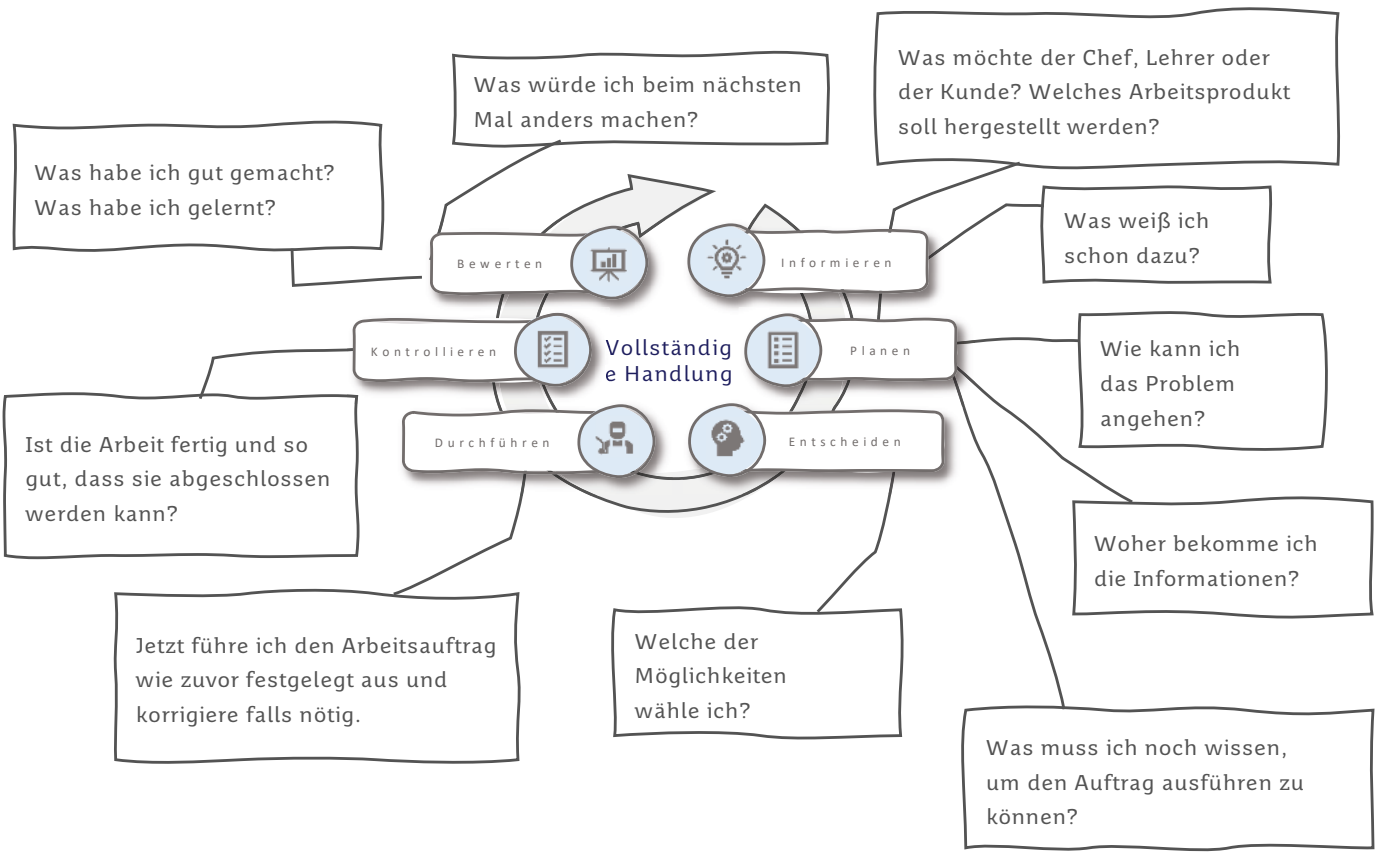 Was möchte der Chef, Lehrer oder
der Kunde? Welches Arbeitsprodukt
soll hergestellt werden?
Was würde ich beim nächsten
Mal anders machen?
Was habe ich gut gemacht?
Was habe ich gelernt?
Was weiß ich
schon dazu?
Bewerten
Informieren
Kontrollieren
Vollständig
e Handlung
Planen
Wie kann ich
das Problem
angehen?
Durchführen
Entscheiden
Ist die Arbeit fertig und so
gut, dass sie abgeschlossen
werden kann?
Woher bekomme ich
die Informationen?
Jetzt führe ich den Arbeitsauftrag
wie zuvor festgelegt aus und
korrigiere falls nötig.
Welche der
Möglichkeiten
wähle ich?
Was muss ich noch wissen,
um den Auftrag ausführen zu
können?